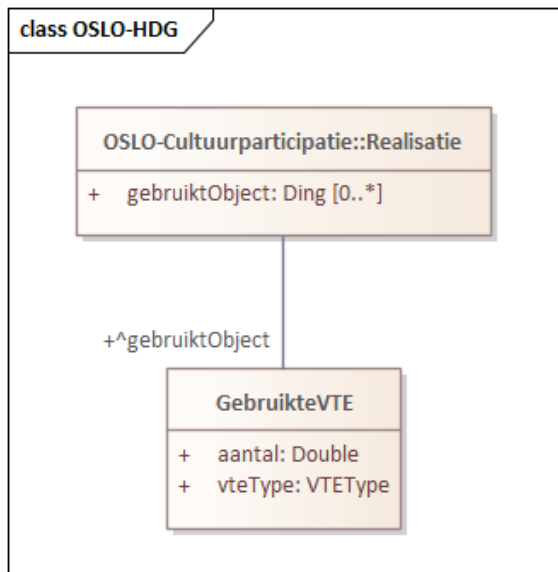 class OSLO-HDG
OSLO-Cultuurparticipatie::Realisatie
+ gebruiktObject: Ding [0..*]
+^gebruiktObject
GebruikteVTE
+ aantal: Double
+ vteType: VTEType